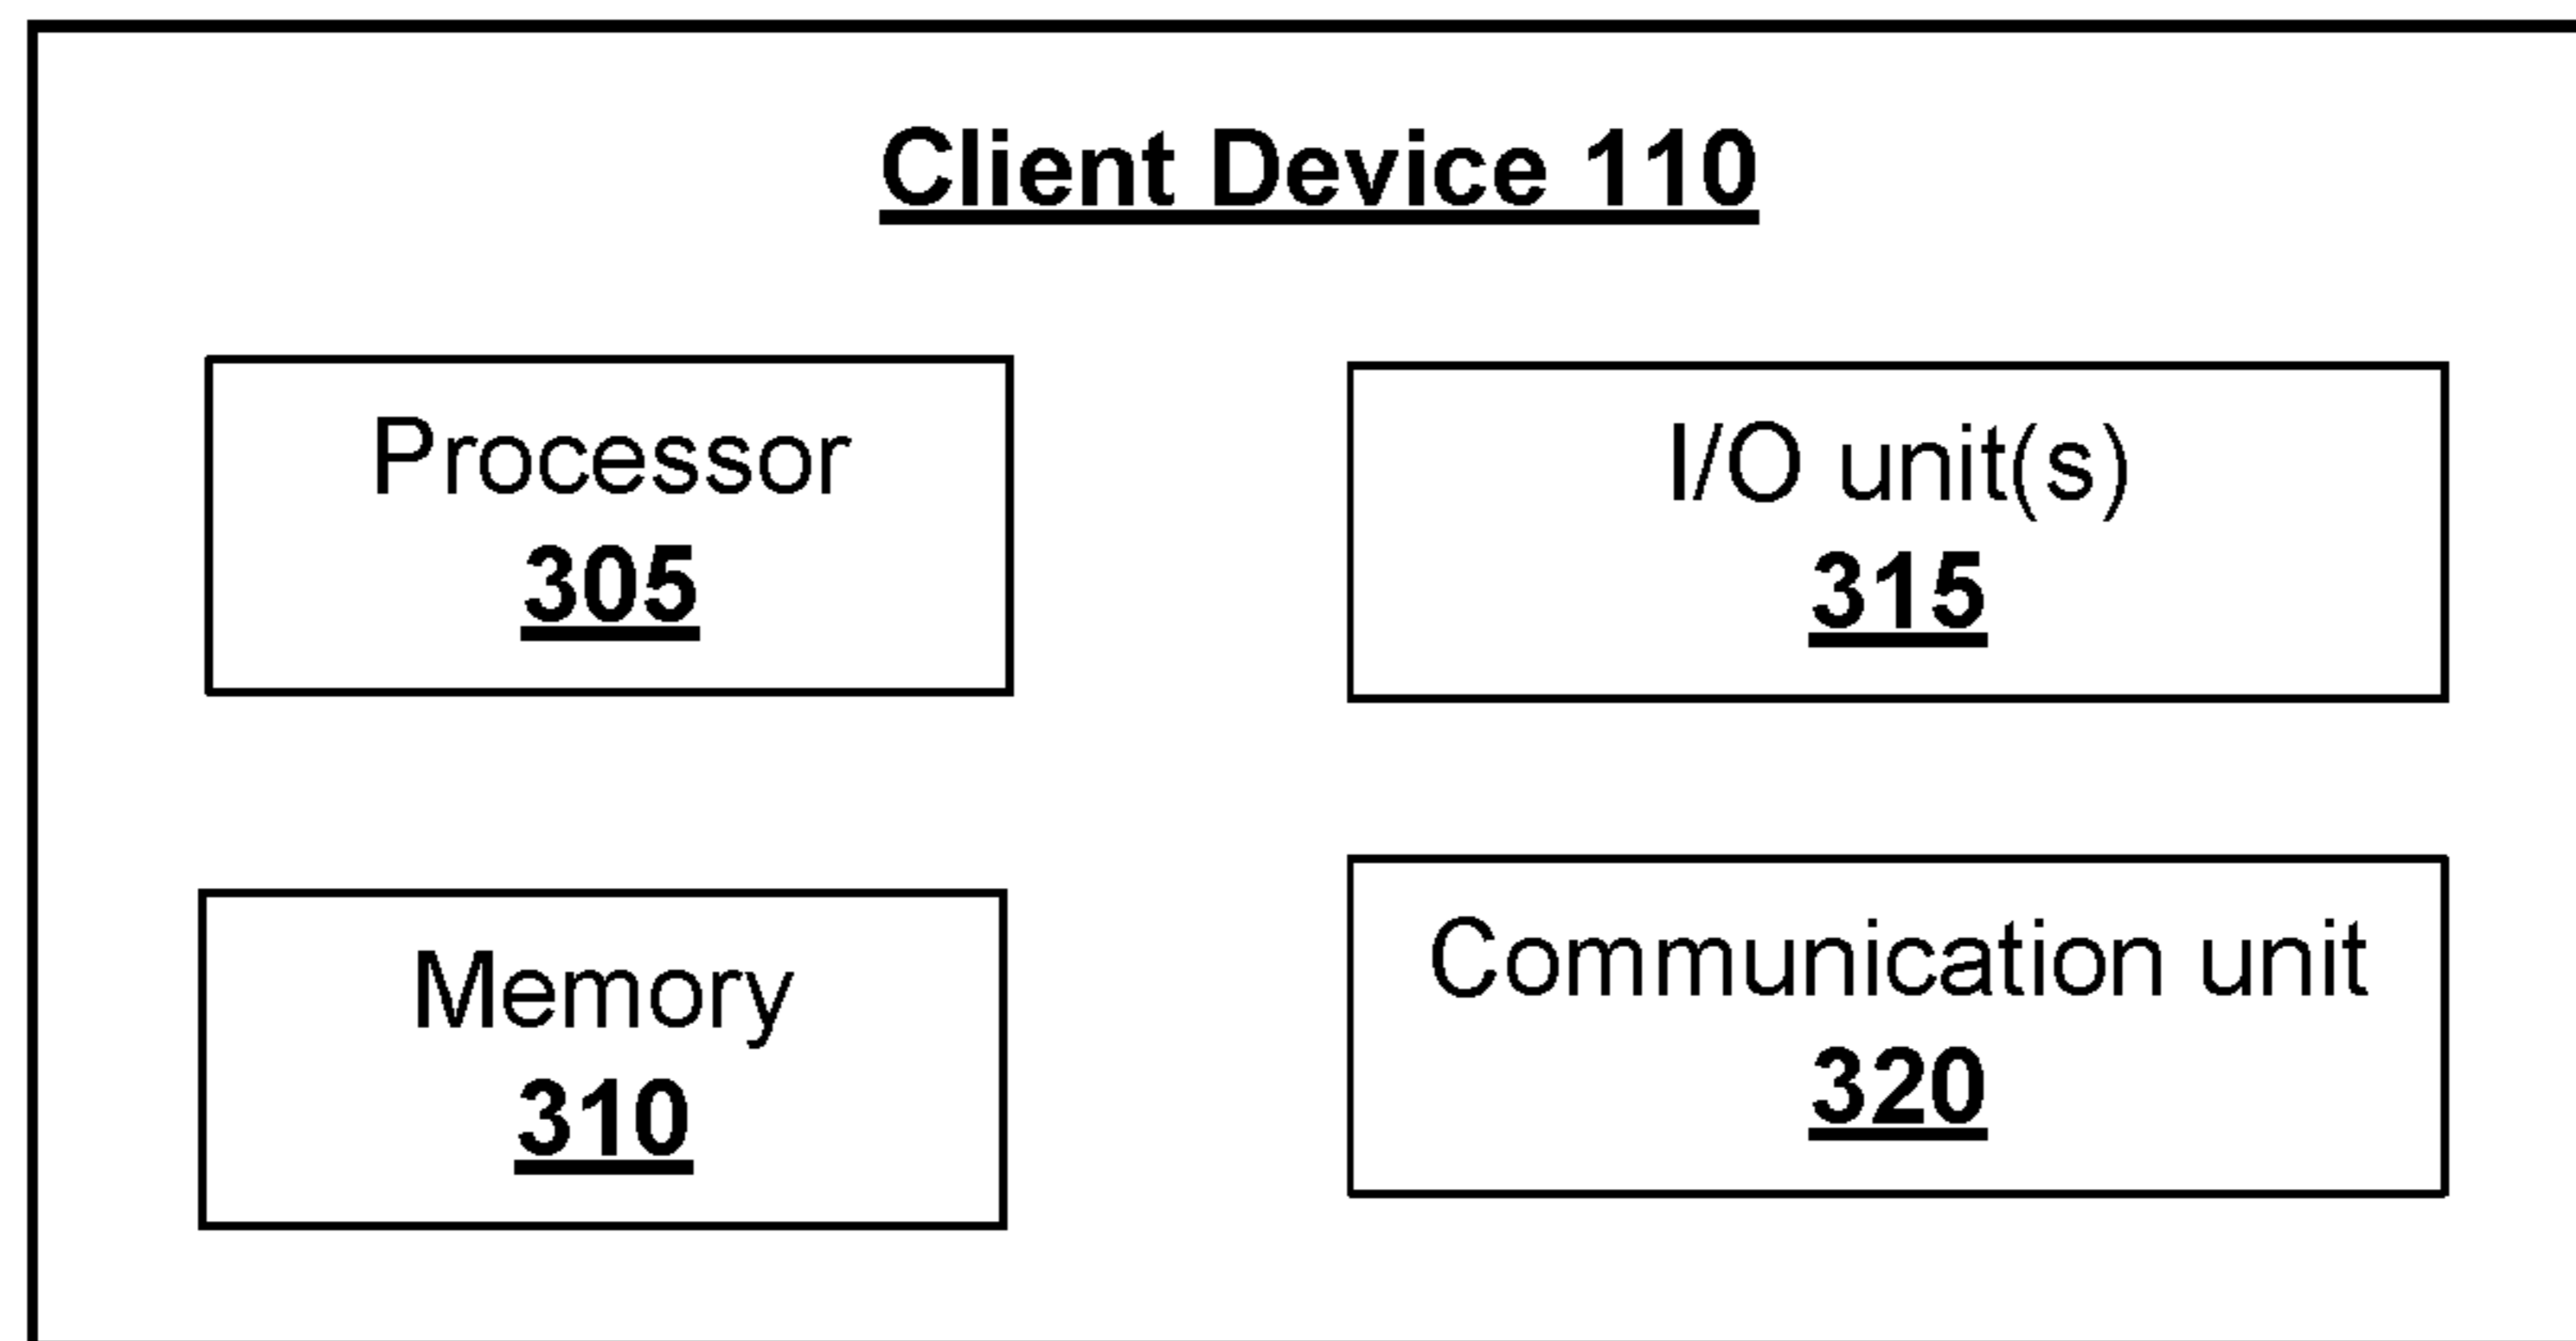 Client Device 110
Processor
305
I/O unit(s)
315
Memory
310
Communication unit
320